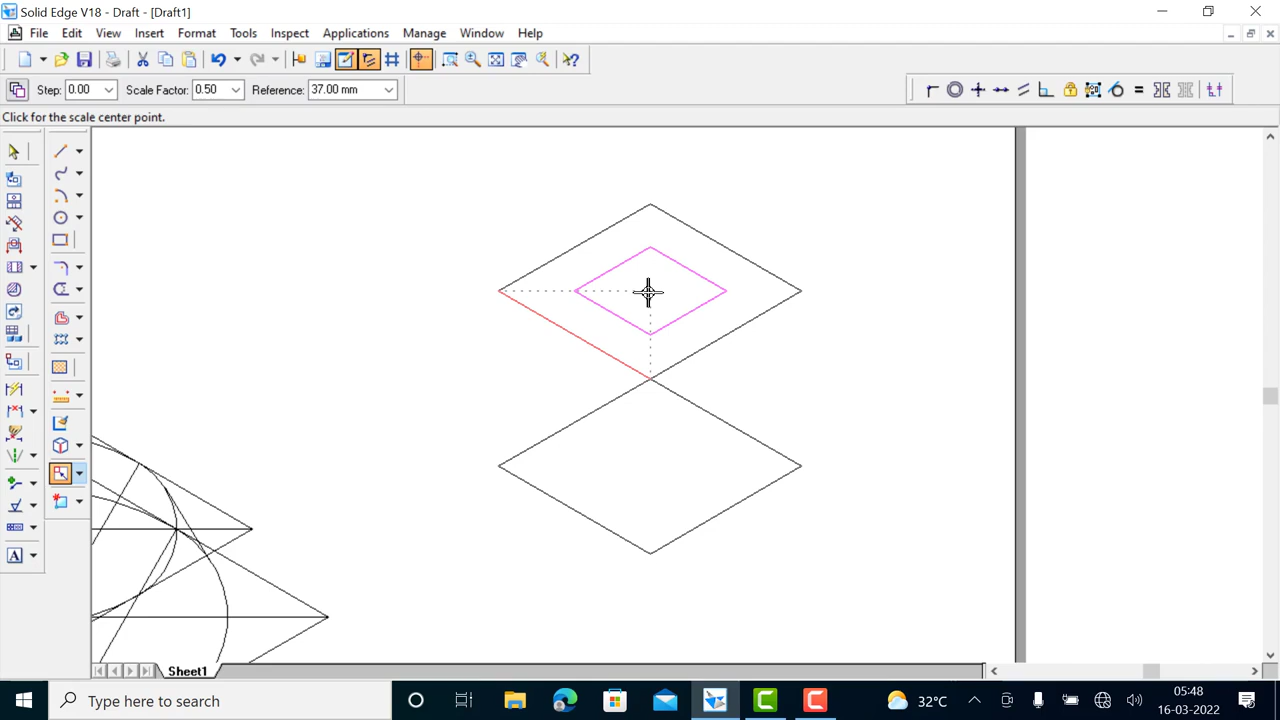 Solid Edge V18 - Draft - [Draft1]
File Edit View Insert Format Tools Inspect Applications Manage Window Help
Step: 0.00 Scale Factor: 0.50 Reference: 37.00 mm
Click for the scale center point.
A
Sheet1
Type here to search
32°C
05:48
16-03-2022